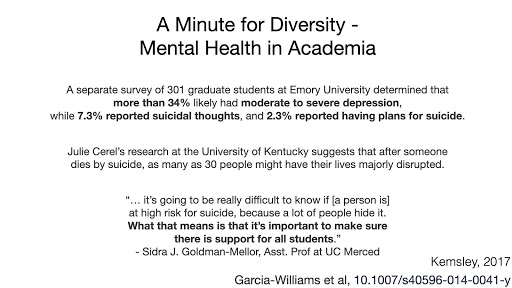 A Minute for Diversity -
Mental Health in Academia
A separate survey of 301 graduate students at Emory University determined that
more than 34% likely had moderate to severe depression,
while 7.3% reported suicidal thoughts, and 2.3% reported having plans for suicide.
Julie Cerel's research at the University of Kentucky suggests that after someone
dies by suicide, as many as 30 people might have their lives majorly disrupted.
"... it's going to be really difficult to know if [a person is]
at high risk for suicide, because a lot of people hide it.
What that means is that it's important to make sure
there is support for all students."
- Sidra J. Goldman-Mellor, Asst. Prof at UC Merced
Kemsley, 2017
Garcia-Williams et al, 10.1007/s40596-014-0041-y